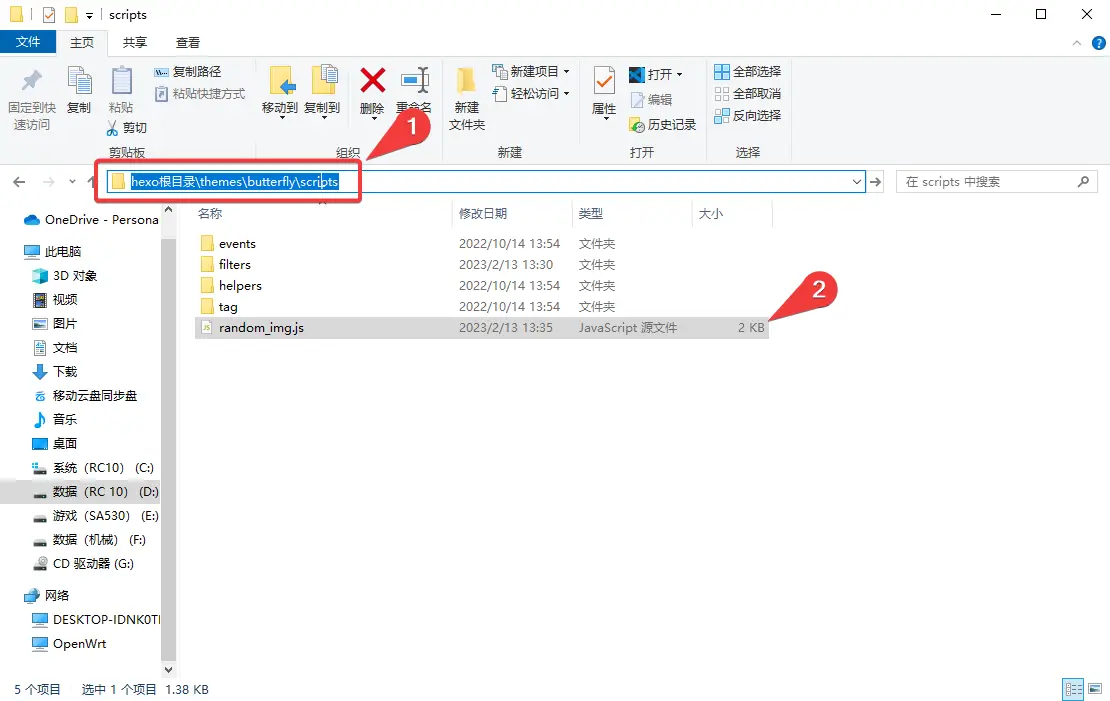 scripts
文件 主页 共享 查看
固定到快速访问
复制
粘贴
复制路径
粘贴快捷方式
剪切
剪贴板
移动到
复制到
删除
重命名
组织
新建文件夹
新建项目
轻松访问
新建
属性
打开
编辑
历史记录
打开
全部选择
全部取消
反向选择
选择
1
hexo根目录\themes\butterfly\scripts
在 scripts 中搜索
名称 修改日期 类型 大小
events 2022/10/14 13:54 文件夹
filters 2023/2/13 13:30 文件夹
helpers 2022/10/14 13:54 文件夹
tag 2022/10/14 13:54 文件夹
random_img.js 2023/2/13 13:35 JavaScript 源文件 2 KB
2
OneDrive - Persona
此电脑
3D 对象
视频
图片
文档
下载
移动云盘同步盘
音乐
桌面
系统（RC10） (C:)
数据（RC 10） (D:)
游戏（SA530） (E:)
数据（机械） (F:)
CD 驱动器 (G:)
网络
DESKTOP-IDNK0T
OpenWrt
5 个项目 选中 1 个项目 1.38 KB